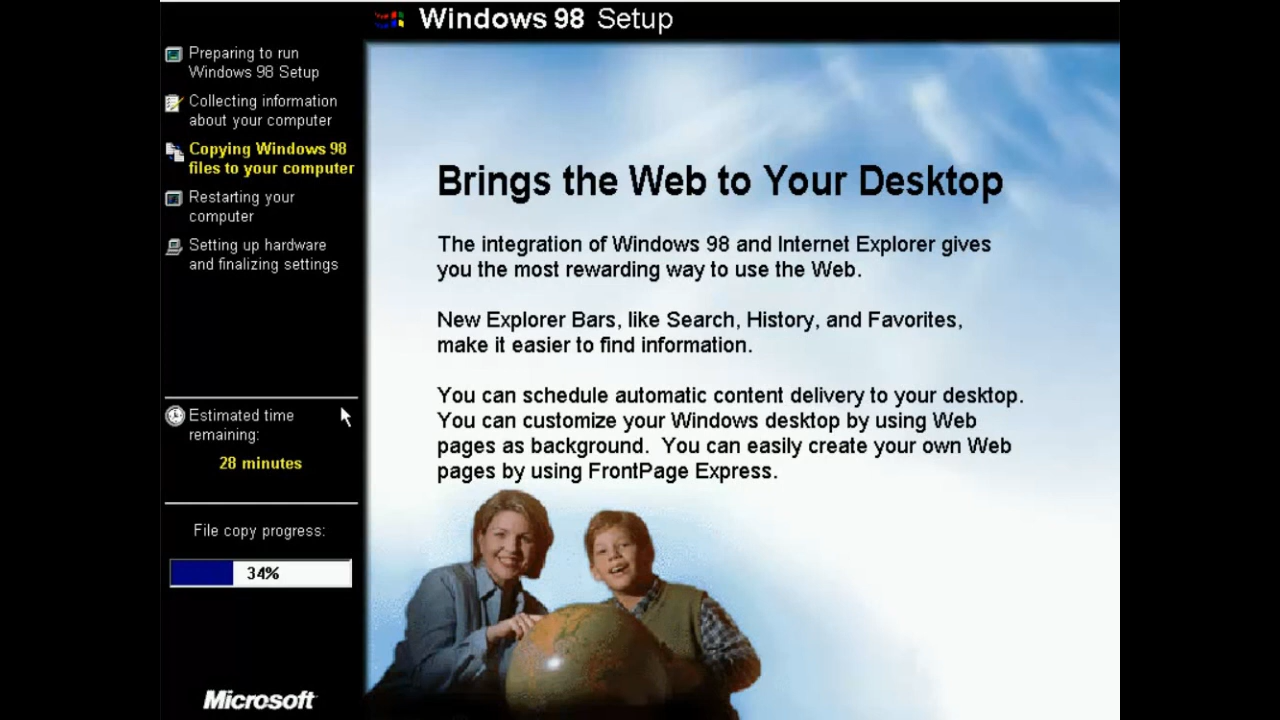 Windows 98 Setup
Preparing to run
Windows 98 Setup
Collecting information
about your computer
Copying Windows 98
files to your computer
Restarting your
computer
Setting up hardware
and finalizing settings
Estimated time
remaining:
28 minutes
File copy progress:
34%
Microsoft
Brings the Web to Your Desktop
The integration of Windows 98 and Internet Explorer gives
you the most rewarding way to use the Web.
New Explorer Bars, like Search, History, and Favorites,
make it easier to find information.
You can schedule automatic content delivery to your desktop.
You can customize your Windows desktop by using Web
pages as background.  You can easily create your own Web
pages by using FrontPage Express.